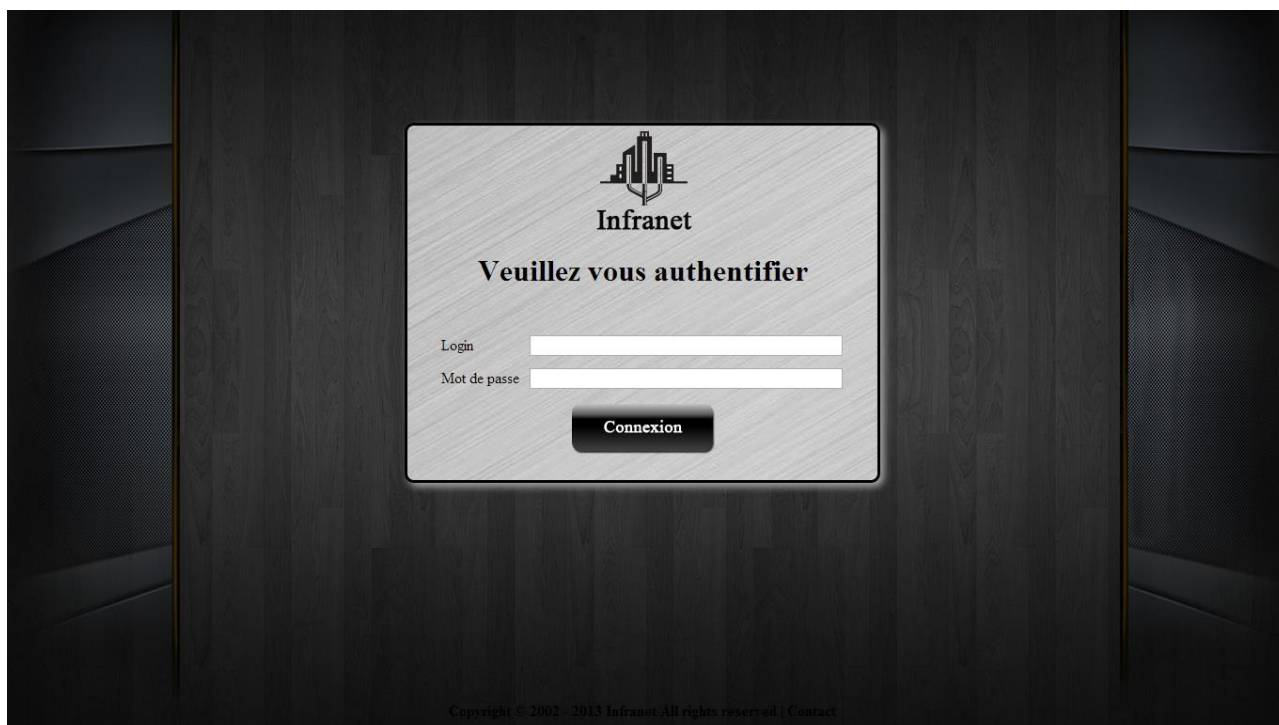 Infranet
Veuillez vous authentifier
Login
Mot de passe
Connexion
Copyright © 2002 - 2013 Infranet All rights reserved | Contact